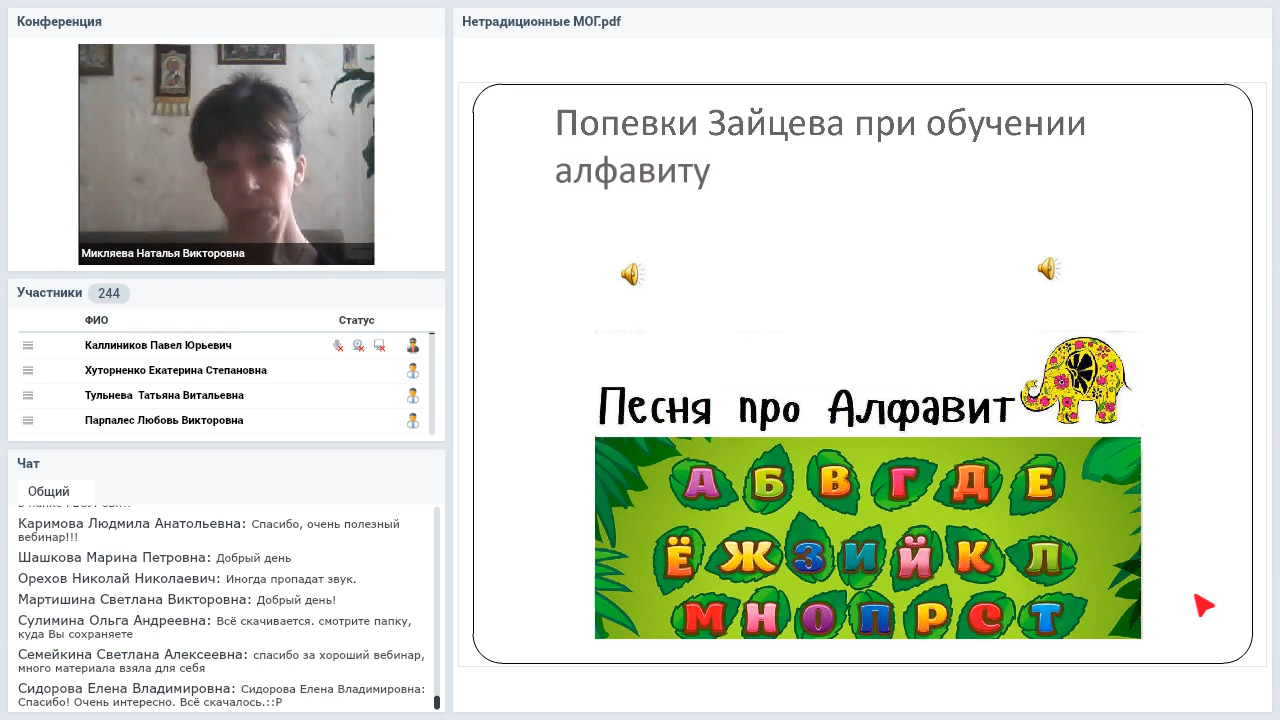 Конференция
Микляева Наталья Викторовна
Участники 244
ФИО Статус
Каллиников Павел Юрьевич
Хуторненко Екатерина Степановна
Тульнева Татьяна Витальевна
Парпалес Любовь Викторовна
Чат
Общий
Каримова Людмила Анатольевна: Спасибо, очень полезный
вебинар!!!
Шашкова Марина Петровна: Добрый день
Орехов Николай Николаевич: Иногда пропадат звук.
Мартишина Светлана Викторовна: Добрый день!
Сулимина Ольга Андреевна: Всё скачивается. смотрите папку,
куда Вы сохраняете
Семейкина Светлана Алексеевна: спасибо за хороший вебинар,
много материала взяла для себя
Сидорова Елена Владимировна: Сидорова Елена Владимировна:
Спасибо! Очень интересно. Всё скачалось.::P
Нетрадиционные МОГ.pdf
Попевки Зайцева при обучении
алфавиту
Песня про Алфавит
А Б В Г Д Е
Ё Ж З И Й К Л
М Н О П Р С Т